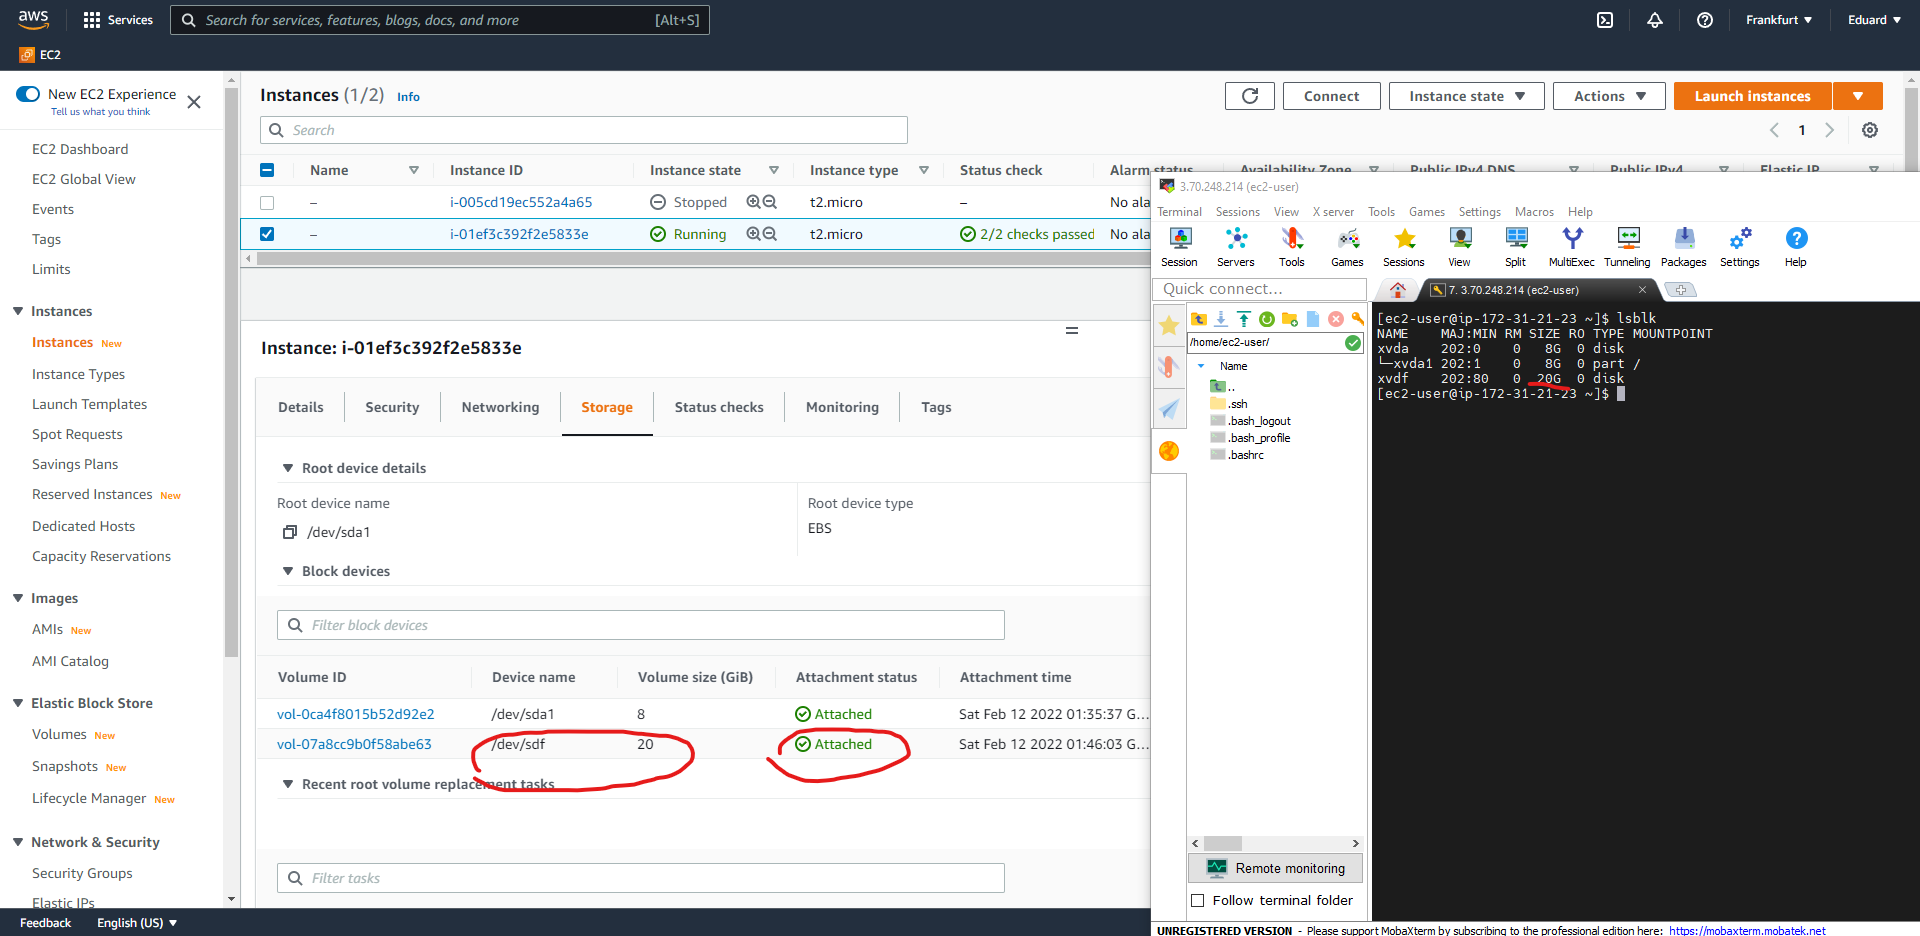 aws
Services
Search for services, features, blogs, docs, and more
[Alt+S]
Frankfurt ▼
Eduard ▼
EC2
New EC2 Experience
Tell us what you think
EC2 Dashboard
EC2 Global View
Events
Tags
Limits
Instances
Instances New
Instance Types
Launch Templates
Spot Requests
Savings Plans
Reserved Instances New
Dedicated Hosts
Capacity Reservations
Images
AMIs New
AMI Catalog
Elastic Block Store
Volumes New
Snapshots New
Lifecycle Manager New
Network & Security
Security Groups
Elastic IPs
Instances (1/2) Info
Connect
Instance state ▼
Actions ▼
Launch instances ▼
Search
1
Name Instance ID Instance state Instance type Status check Alarm status Availability Zone Public IPv4 DNS Public IPv4 Elastic IP
– i-005cd19ec552a4a65 Stopped t2.micro – No ala
– i-01ef3c392f2e5833e Running t2.micro 2/2 checks passed No ala
Instance: i-01ef3c392f2e5833e
Details Security Networking Storage Status checks Monitoring Tags
Root device details
Root device name
/dev/sda1
Root device type
EBS
Block devices
Filter block devices
Volume ID Device name Volume size (GiB) Attachment status Attachment time
vol-0ca4f8015b52d92e2 /dev/sda1 8 Attached Sat Feb 12 2022 01:35:37 G...
vol-07a8cc9b0f58abe63 /dev/sdf 20 Attached Sat Feb 12 2022 01:46:03 G...
Recent root volume replacement tasks
Filter tasks
3.70.248.214 (ec2-user)
Terminal Sessions View X server Tools Games Settings Macros Help
Session Servers Tools Games Sessions View Split MultiExec Tunneling Packages Settings Help
Quick connect...
7. 3.70.248.214 (ec2-user)
/home/ec2-user/
Name
..
.ssh
.bash_logout
.bash_profile
.bashrc
Remote monitoring
Follow terminal folder
[ec2-user@ip-172-31-21-23 ~]$ lsblk
NAME MAJ:MIN RM SIZE RO TYPE MOUNTPOINT
xvda 202:0 0 8G 0 disk
└─xvda1 202:1 0 8G 0 part /
xvdf 202:80 0 20G 0 disk
[ec2-user@ip-172-31-21-23 ~]$
Feedback
English (US) ▼
UNREGISTERED VERSION - Please support MobaXterm by subscribing to the professional edition here: https://mobaxterm.mobatek.net